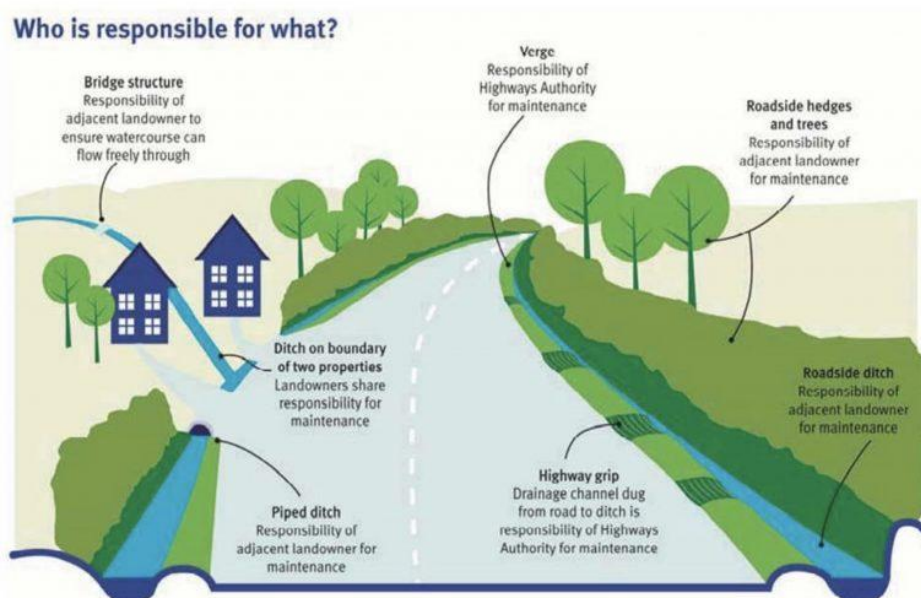 Who is responsible for what?
Bridge structure
Responsibility of
adjacent landowner to
ensure watercourse can
flow freely through
Verge
Responsibility of
Highways Authority
for maintenance
Roadside hedges
and trees
Responsibility of
adjacent landowner
for maintenance
Ditch on boundary
of two properties
Landowners share
responsibility for
maintenance
Roadside ditch
Responsibility of
adjacent landowner
for maintenance
Piped ditch
Responsibility of
adjacent landowner for
maintenance
Highway grip
Drainage channel dug
from road to ditch is
responsibility of Highways
Authority for maintenance